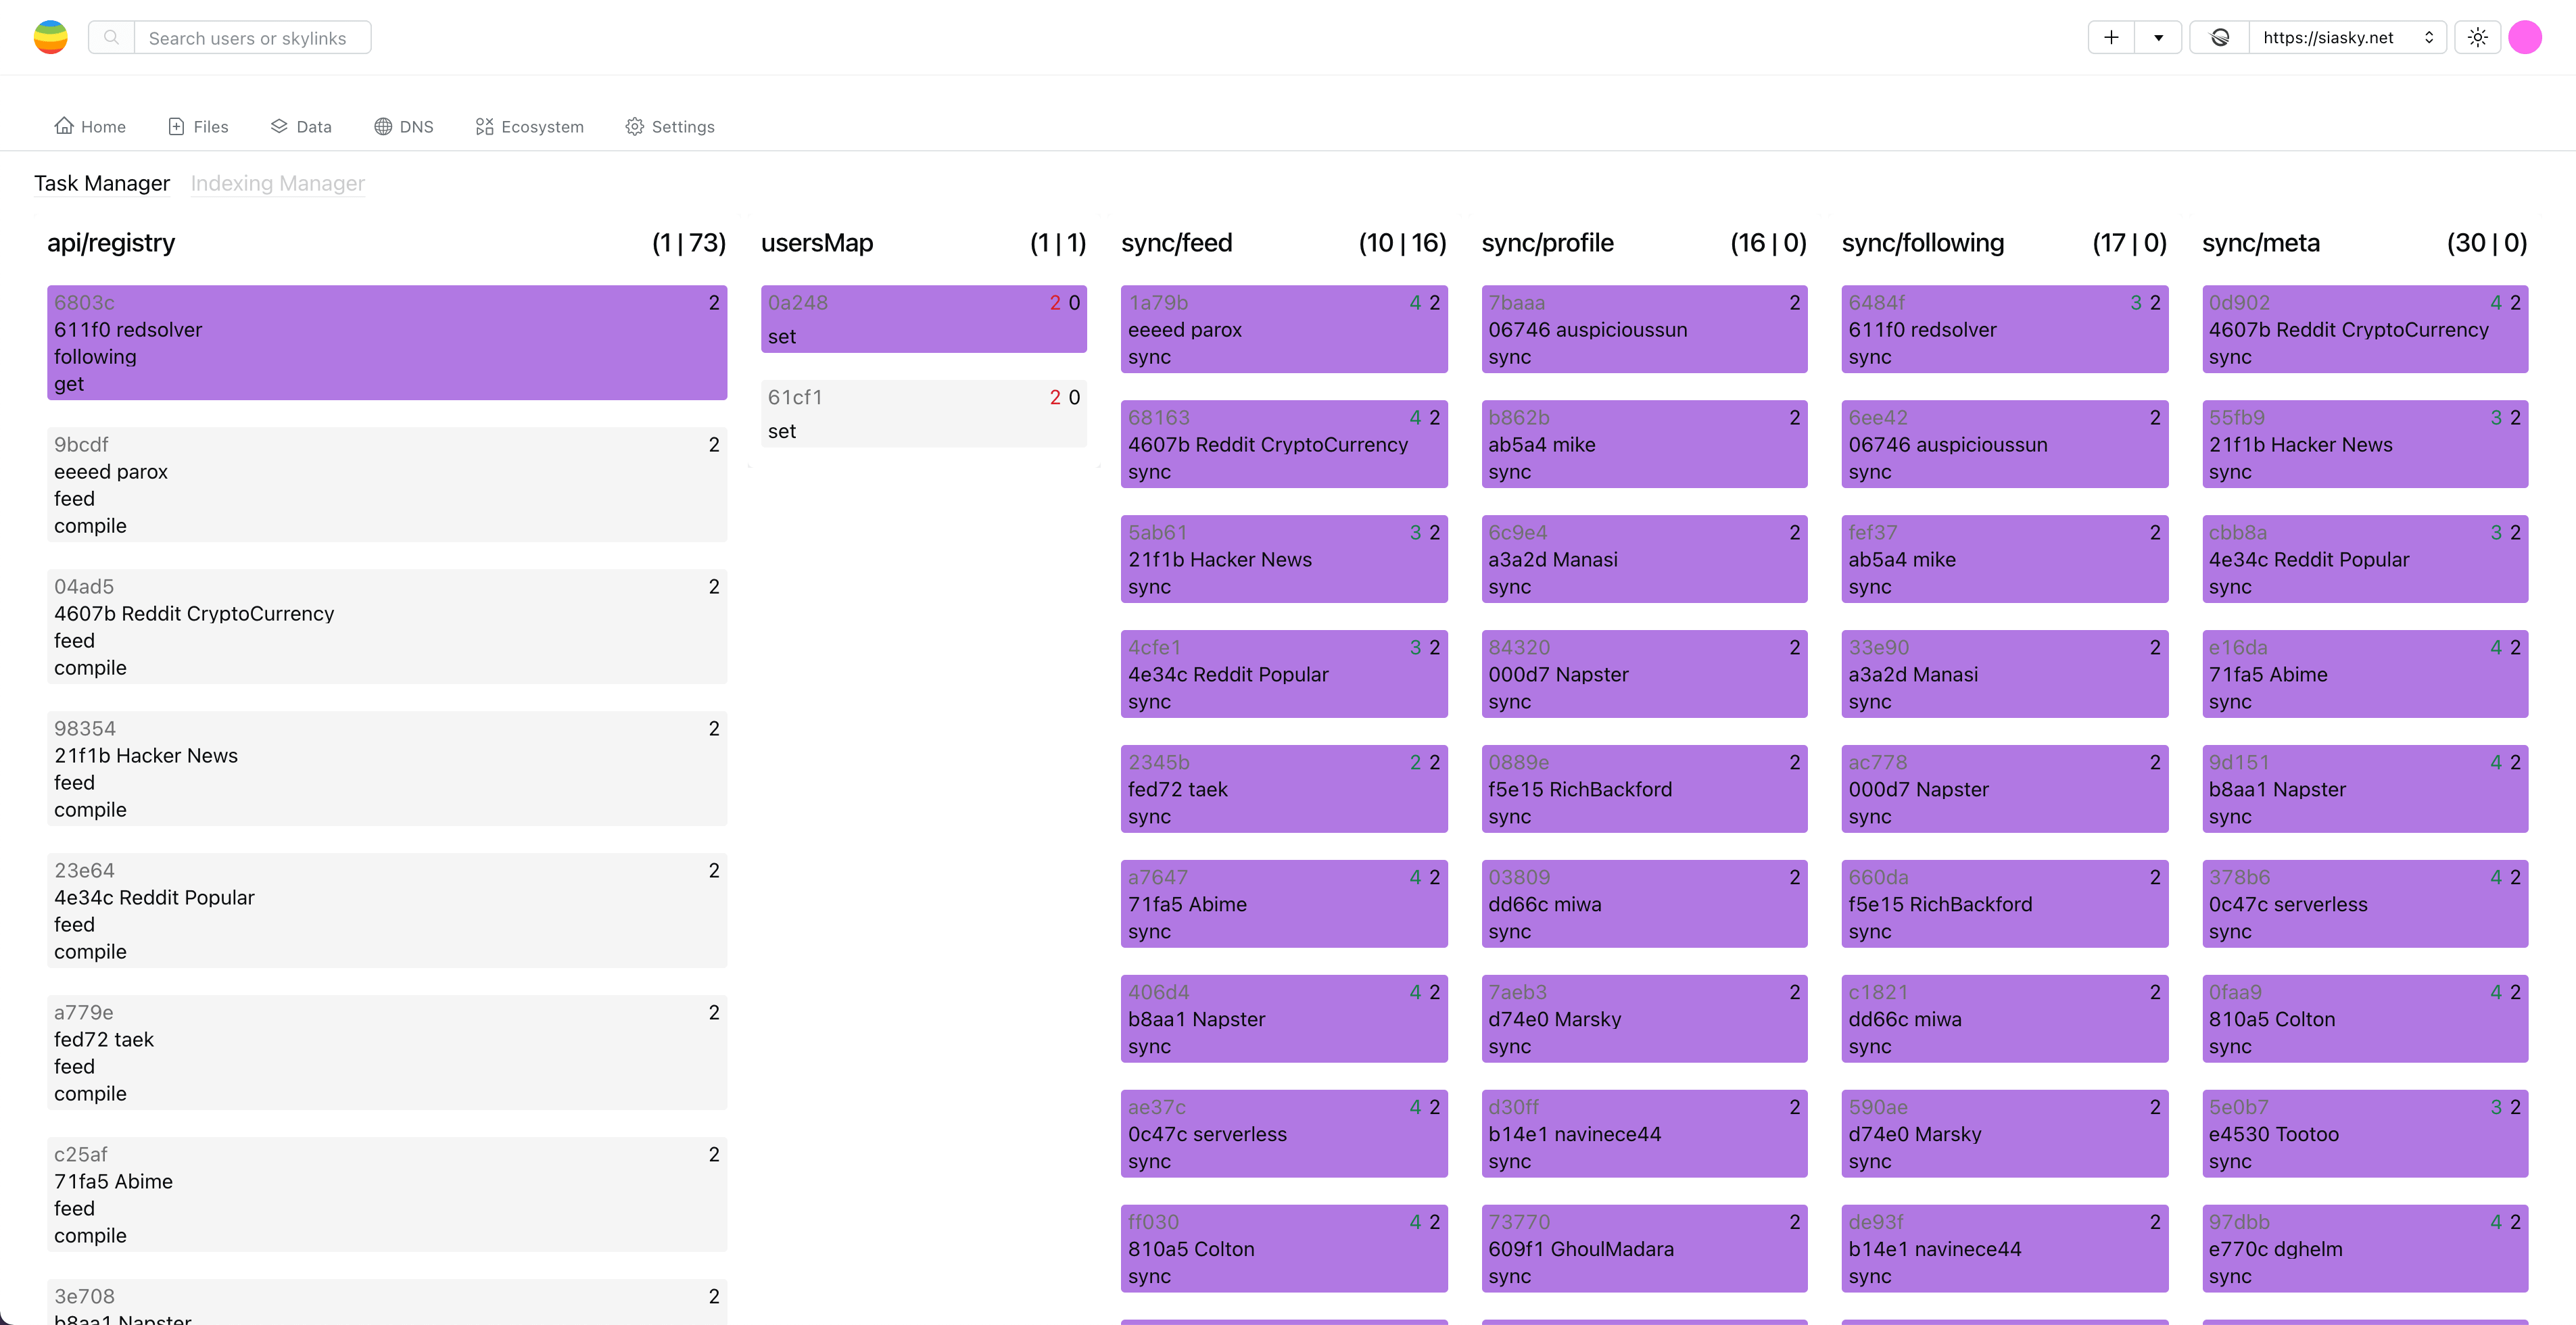 Search users or skylinks
https://siasky.net
Home Files Data DNS Ecosystem Settings
Task Manager Indexing Manager
api/registry (1 | 73)
6803c 2
611f0 redsolver
following
get
9bcdf 2
eeeed parox
feed
compile
04ad5 2
4607b Reddit CryptoCurrency
feed
compile
98354 2
21f1b Hacker News
feed
compile
23e64 2
4e34c Reddit Popular
feed
compile
a779e 2
fed72 taek
feed
compile
c25af 2
71fa5 Abime
feed
compile
3e708 2
b8aa1 Napster
usersMap (1 | 1)
0a248 2 0
set
61cf1 2 0
set
sync/feed (10 | 16)
1a79b 4 2
eeeed parox
sync
68163 4 2
4607b Reddit CryptoCurrency
sync
5ab61 3 2
21f1b Hacker News
sync
4cfe1 3 2
4e34c Reddit Popular
sync
2345b 2 2
fed72 taek
sync
a7647 4 2
71fa5 Abime
sync
406d4 4 2
b8aa1 Napster
sync
ae37c 4 2
0c47c serverless
sync
ff030 4 2
810a5 Colton
sync
sync/profile (16 | 0)
7baaa 2
06746 auspicioussun
sync
b862b 2
ab5a4 mike
sync
6c9e4 2
a3a2d Manasi
sync
84320 2
000d7 Napster
sync
0889e 2
f5e15 RichBackford
sync
03809 2
dd66c miwa
sync
7aeb3 2
d74e0 Marsky
sync
d30ff 2
b14e1 navinece44
sync
73770 2
609f1 GhoulMadara
sync
sync/following (17 | 0)
6484f 3 2
611f0 redsolver
sync
6ee42 2
06746 auspicioussun
sync
fef37 2
ab5a4 mike
sync
33e90 2
a3a2d Manasi
sync
ac778 2
000d7 Napster
sync
660da 2
f5e15 RichBackford
sync
c1821 2
dd66c miwa
sync
590ae 2
d74e0 Marsky
sync
de93f 2
b14e1 navinece44
sync
sync/meta (30 | 0)
0d902 4 2
4607b Reddit CryptoCurrency
sync
55fb9 3 2
21f1b Hacker News
sync
cbb8a 3 2
4e34c Reddit Popular
sync
e16da 4 2
71fa5 Abime
sync
9d151 4 2
b8aa1 Napster
sync
378b6 4 2
0c47c serverless
sync
0faa9 4 2
810a5 Colton
sync
5e0b7 3 2
e4530 Tootoo
sync
97dbb 4 2
e770c dghelm
sync